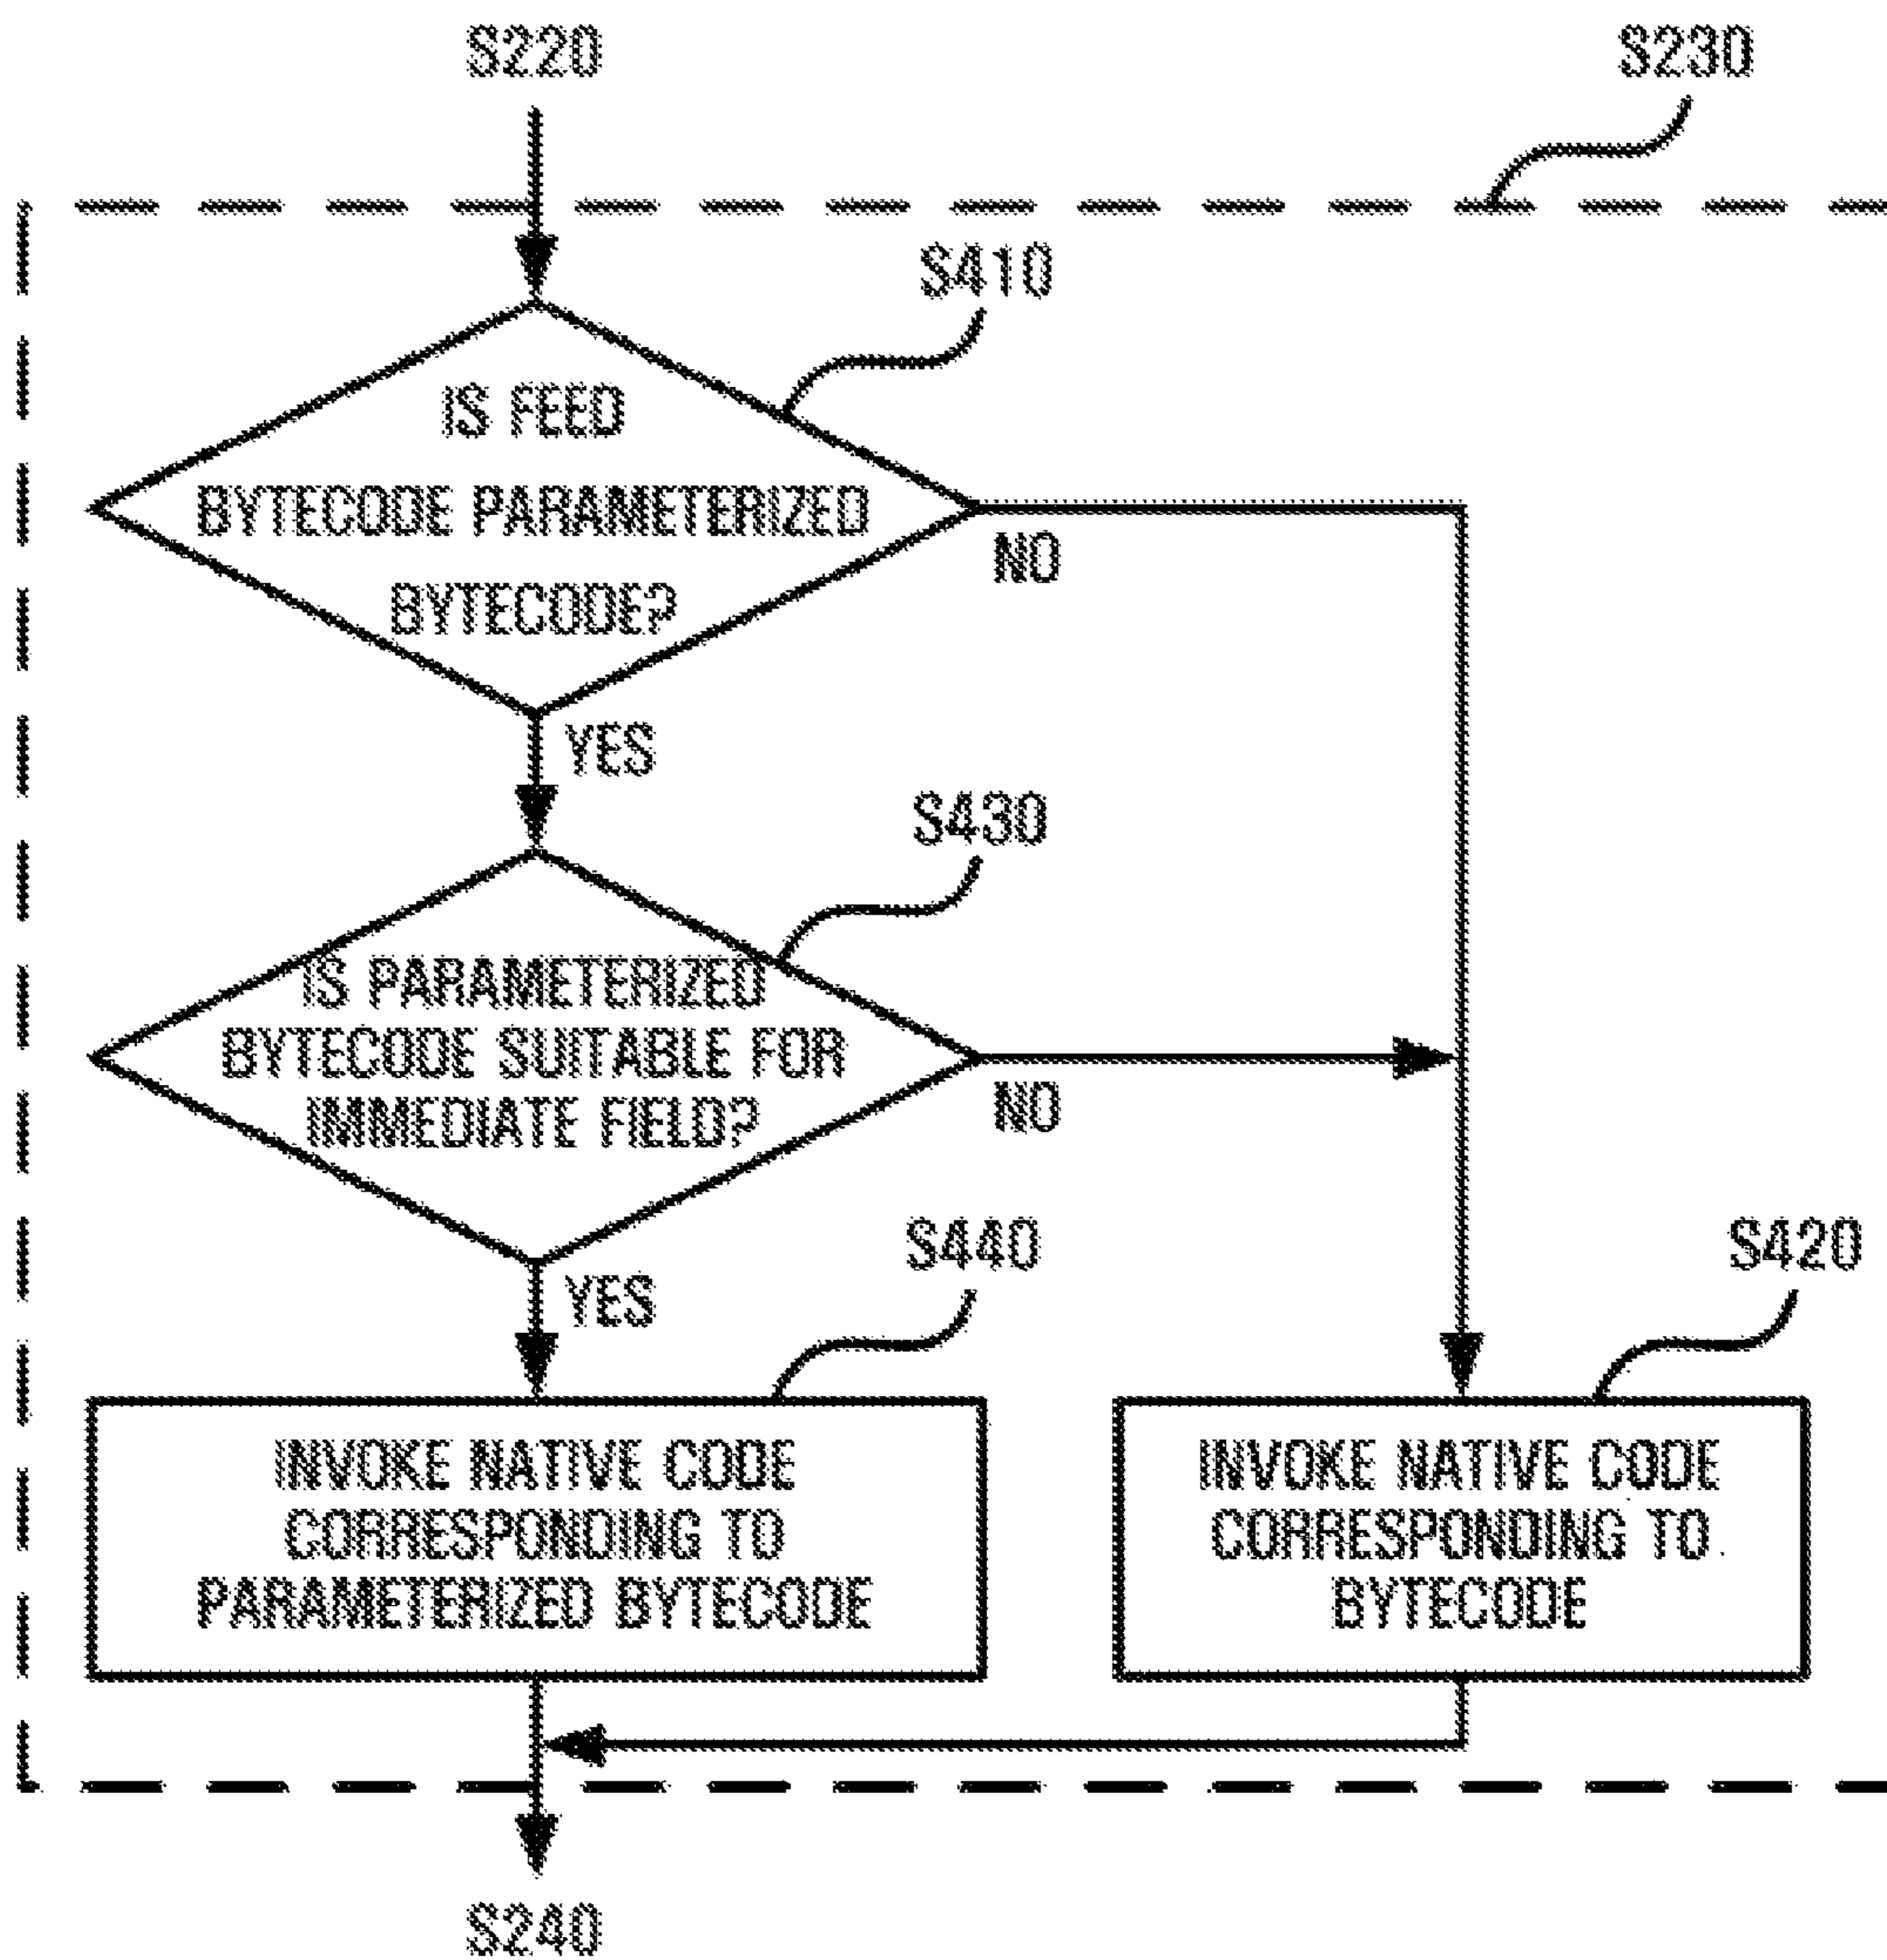 S220
S230
S410
IS FEED
BYTECODE PARAMETERIZED
BYTECODE?
NO
YES
S430
IS PARAMETERIZED
BYTECODE SUITABLE FOR
IMMEDIATE FIELD?
NO
YES
S440
S420
INVOKE NATIVE CODE
CORRESPONDING TO
PARAMETERIZED BYTECODE
INVOKE NATIVE CODE
CORRESPONDING TO
BYTECODE
S240